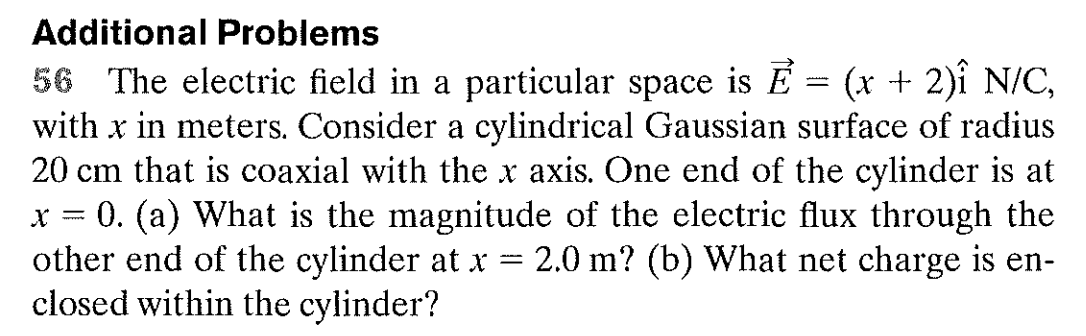 Additional Problems
56 The electric field in a particular space is E⃗ = (x + 2)î N/C,
with x in meters. Consider a cylindrical Gaussian surface of radius
20 cm that is coaxial with the x axis. One end of the cylinder is at
x = 0. (a) What is the magnitude of the electric flux through the
other end of the cylinder at x = 2.0 m? (b) What net charge is en-
closed within the cylinder?